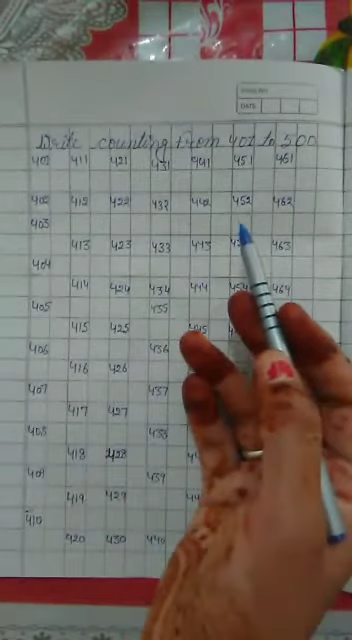 DATE
Write counting from 401 to 500
401 411 421 431 441 451 461
402 412 422 432 442 452 462
403
413 423 433 443 463
404
414 424 434 444 454 464
405 435
415 425 445
406 436
416 426
407 437
417 427
408 438
418 428
409 439
419 429
410
420 430 440